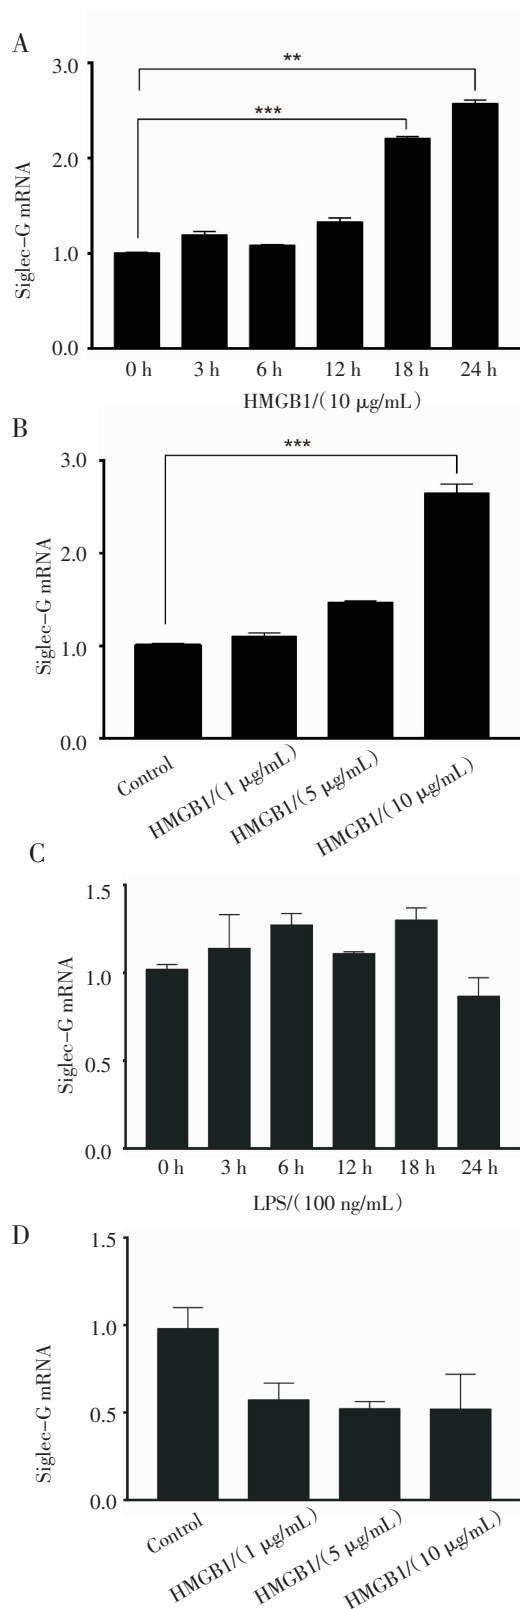 A
3.0
**
***
2.0
Siglec-G mRNA
1.0
0.0
0 h 3 h 6 h 12 h 18 h 24 h
HMGB1/(10 μg/mL)
B
3.0
***
2.0
Siglec-G mRNA
1.0
0.0
Control HMGB1/(1 μg/mL) HMGB1/(5 μg/mL) HMGB1/(10 μg/mL)
C
1.5
1.0
Siglec-G mRNA
0.5
0.0
0 h 3 h 6 h 12 h 18 h 24 h
LPS/(100 ng/mL)
D
1.5
1.0
Siglec-G mRNA
0.5
0.0
Control HMGB1/(1 μg/mL) HMGB1/(5 μg/mL) HMGB1/(10 μg/mL)